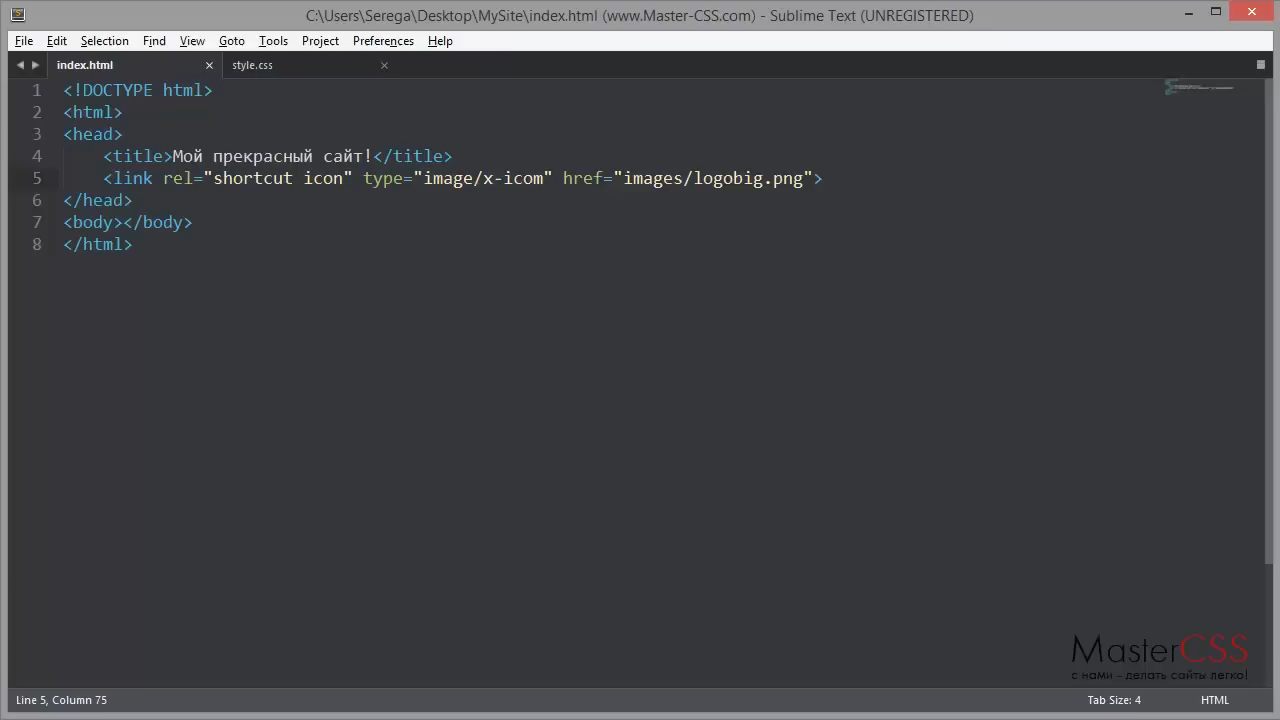 C:\Users\Serega\Desktop\MySite\index.html (www.Master-CSS.com) - Sublime Text (UNREGISTERED)
File Edit Selection Find View Goto Tools Project Preferences Help
index.html style.css
1 <!DOCTYPE html>
2 <html>
3 <head>
4 <title>Мой прекрасный сайт!</title>
5 <link rel="shortcut icon" type="image/x-icom" href="images/logobig.png">
6 </head>
7 <body></body>
8 </html>
MasterCSS
с нами - делать сайты легко!
Line 5, Column 75 Tab Size: 4 HTML